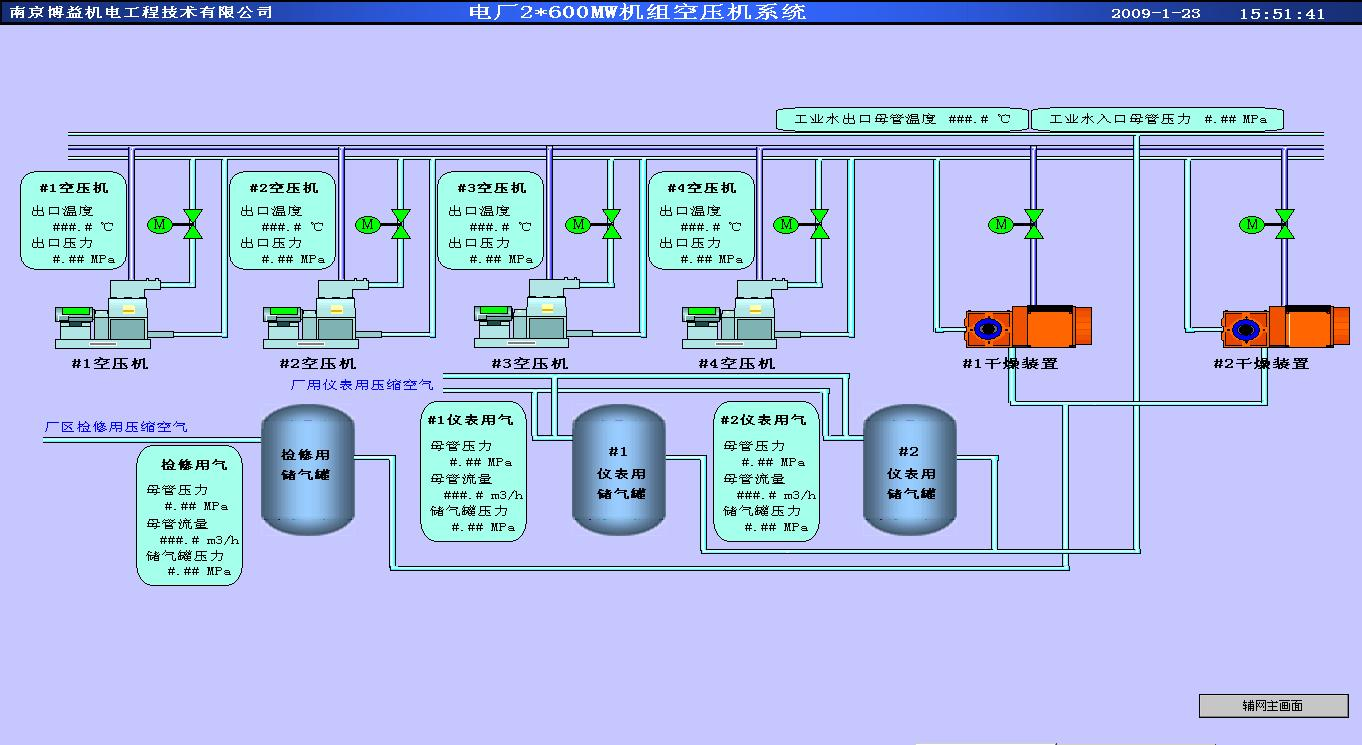 南京博益机电工程技术有限公司
电厂2*600MW机组空压机系统
2009-1-23
15:51:41
工业水出口母管温度 ###.# ℃
工业水入口母管压力 #.## MPa
#1空压机
出口温度
###.# ℃
出口压力
#.## MPa
M
#2空压机
出口温度
###.# ℃
出口压力
#.## MPa
M
#3空压机
出口温度
###.# ℃
出口压力
#.## MPa
M
#4空压机
出口温度
###.# ℃
出口压力
#.## MPa
M
M
M
#1空压机
#2空压机
#3空压机
#4空压机
#1干燥装置
#2干燥装置
厂用仪表用压缩空气
厂区检修用压缩空气
检修用气
母管压力
#.## MPa
母管流量
###.# m3/h
储气罐压力
#.## MPa
检修用
储气罐
#1仪表用气
母管压力
#.## MPa
母管流量
###.# m3/h
储气罐压力
#.## MPa
#1
仪表用
储气罐
#2仪表用气
母管压力
#.## MPa
母管流量
###.# m3/h
储气罐压力
#.## MPa
#2
仪表用
储气罐
辅网主画面